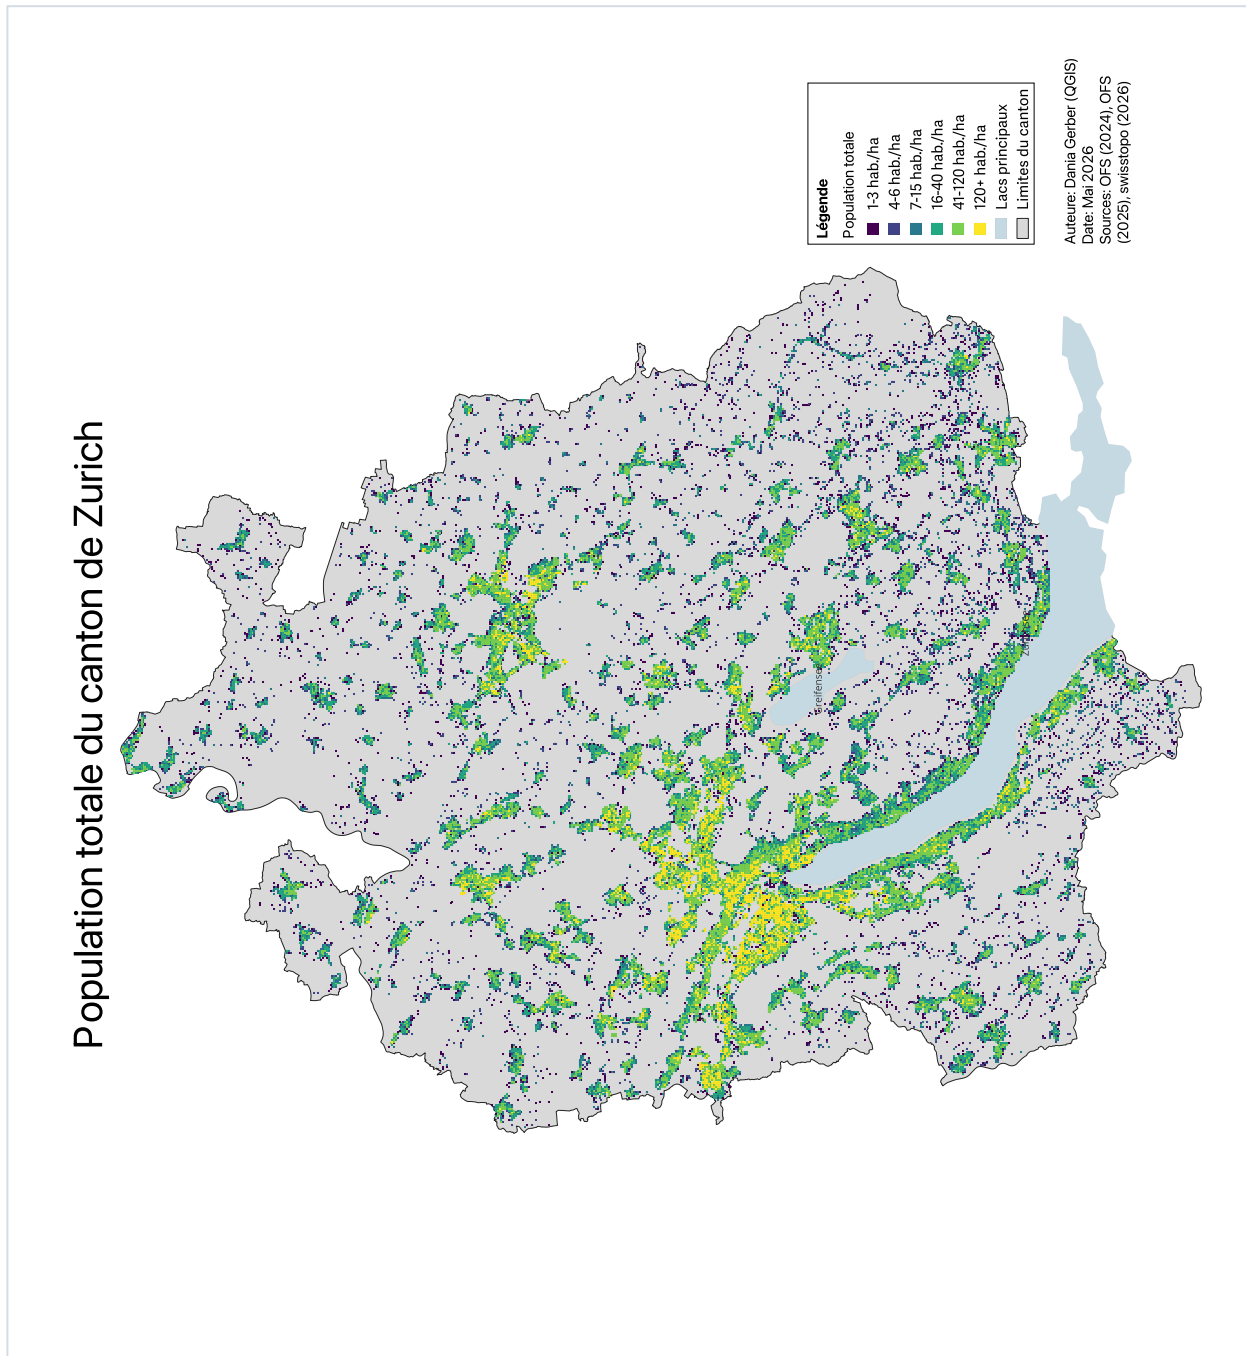 Population totale du canton de Zurich
Légende
Population totale
1-3 hab./ha
4-6 hab./ha
7-15 hab./ha
16-40 hab./ha
41-120 hab./ha
120+ hab./ha
Lacs principaux
Limites du canton
Auteure: Dania Gerber (QGIS)
Date: Mai 2026
Sources: OFS (2024), OFS
(2025), swisstopo (2026)